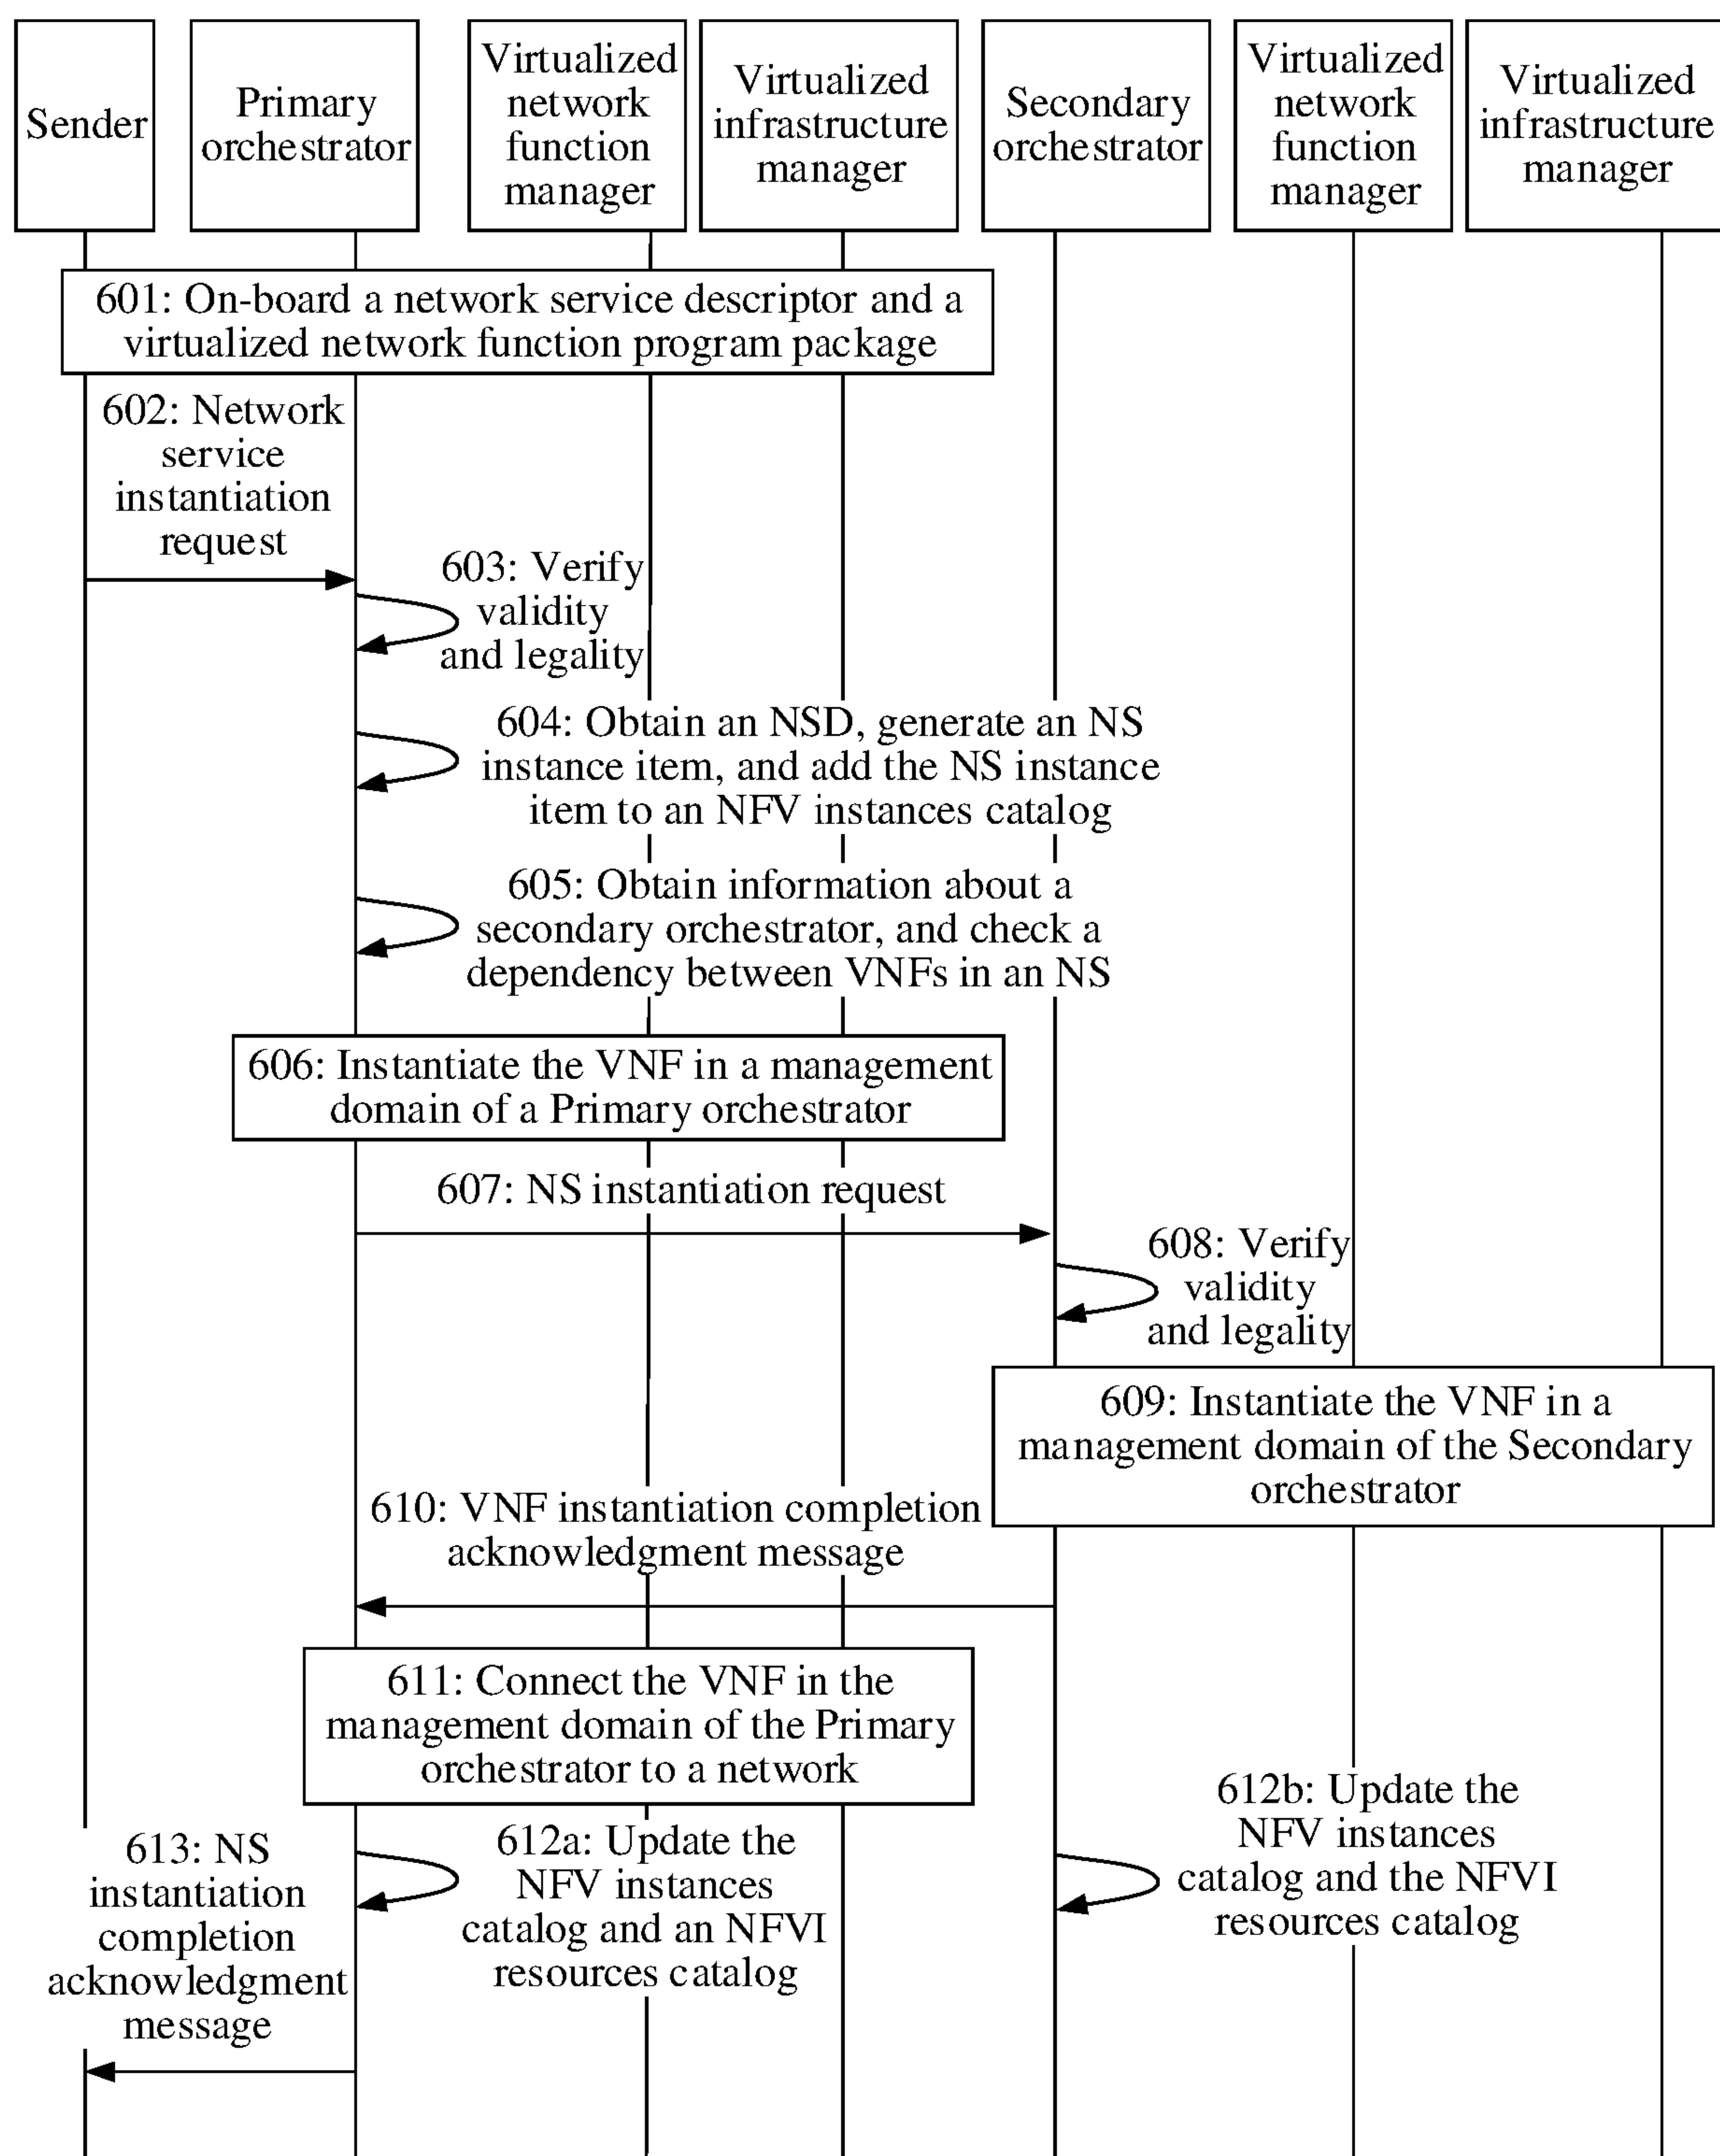 Sender
Primary
orchestrator
Virtualized
network
function
manager
Virtualized
infrastructure
manager
Secondary
orchestrator
Virtualized
network
function
manager
Virtualized
infrastructure
manager
601: On-board a network service descriptor and a
virtualized network function program package
602: Network
service
instantiation
request
603: Verify
validity
and legality
604: Obtain an NSD, generate an NS
instance item, and add the NS instance
item to an NFV instances catalog
605: Obtain information about a
secondary orchestrator, and check a
dependency between VNFs in an NS
606: Instantiate the VNF in a management
domain of a Primary orchestrator
607: NS instantiation request
608: Verify
validity
and legality
609: Instantiate the VNF in a
management domain of the Secondary
orchestrator
610: VNF instantiation completion
acknowledgment message
611: Connect the VNF in the
management domain of the Primary
orchestrator to a network
612a: Update the
NFV instances
catalog and an NFVI
resources catalog
612b: Update the
NFV instances
catalog and the NFVI
resources catalog
613: NS
instantiation
completion
acknowledgment
message